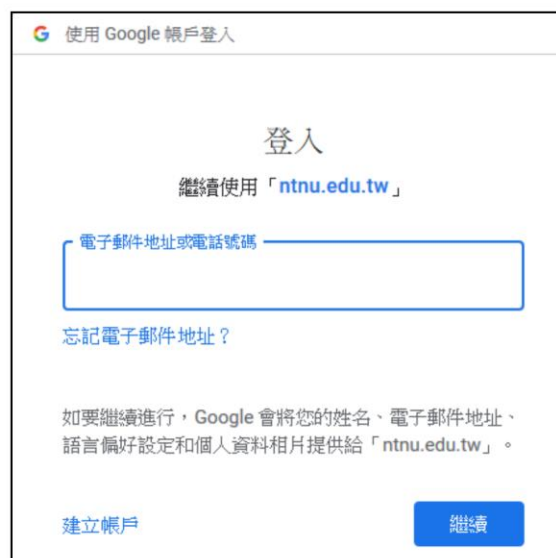 使用 Google 帳戶登入
登入
繼續使用「ntnu.edu.tw」
電子郵件地址或電話號碼
忘記電子郵件地址？
如要繼續進行，Google 會將您的姓名、電子郵件地址、
語言偏好設定和個人資料相片提供給「ntnu.edu.tw」。
建立帳戶
繼續